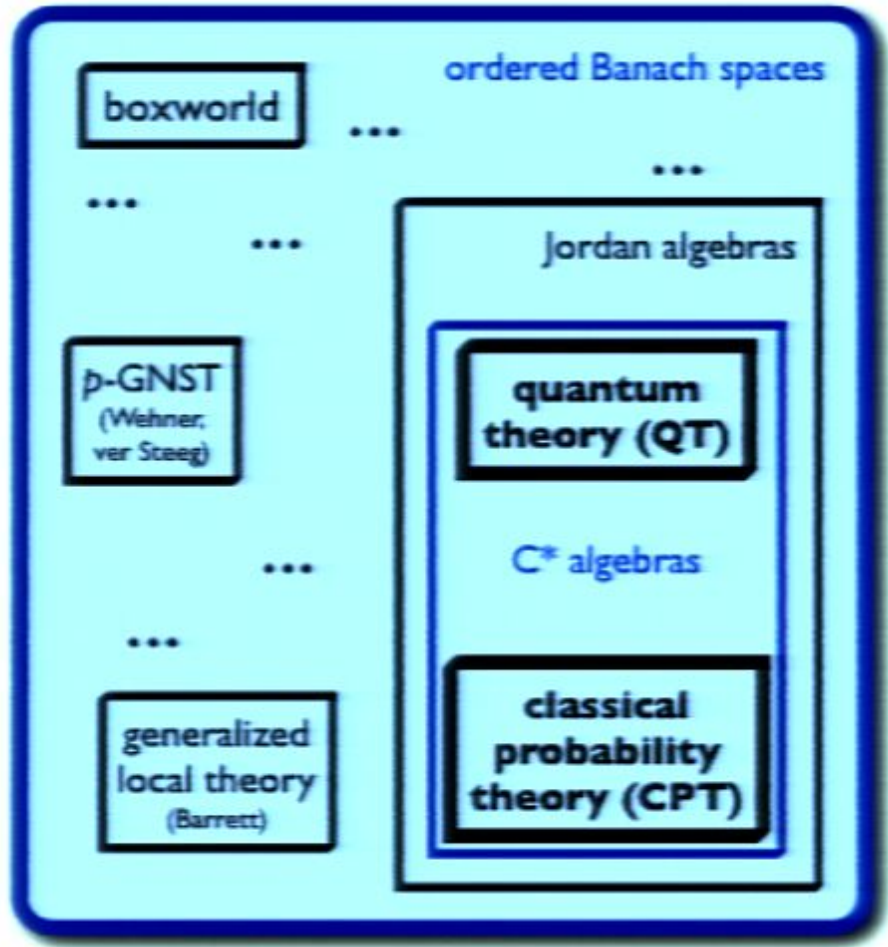 ordered Banach spaces
boxworld
...
...
...
...
Jordan algebras
p-GNST
(Wehner,
ver Steeg)
quantum
theory (QT)
C* algebras
...
...
generalized
local theory
(Barrett)
classical
probability
theory (CPT)